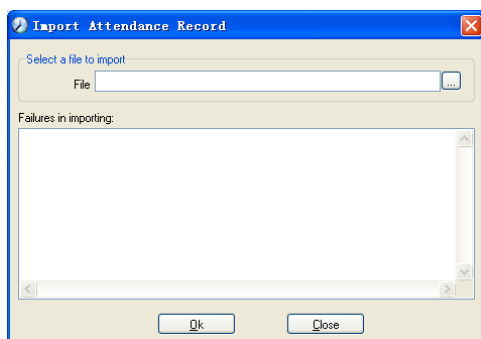 Import Attendance Record
Select a file to import
File
...
Failures in importing:
Ok
Close